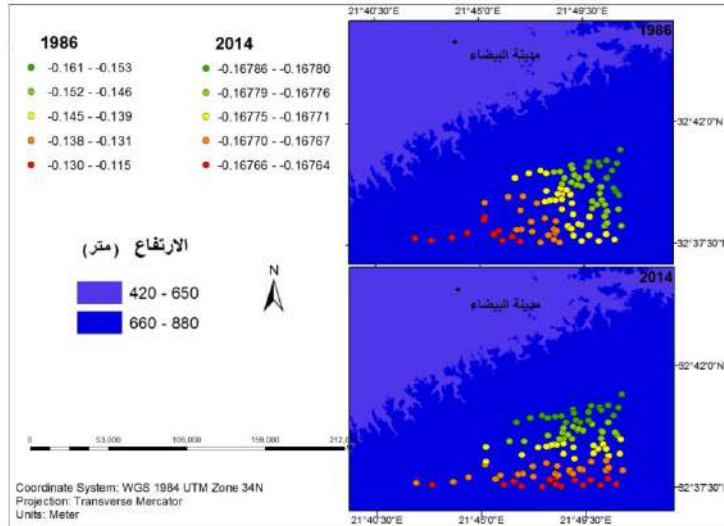 1986
-0.161 - -0.153
-0.152 - -0.146
-0.145 - -0.139
-0.138 - -0.131
-0.130 - -0.115
2014
-0.16786 - -0.16780
-0.16779 - -0.16776
-0.16775 - -0.16771
-0.16770 - -0.16767
-0.16766 - -0.16764
الارتفاع (متر)
420 - 650
660 - 880
N
0 53,000 106,000 159,000 212,0
Coordinate System: WGS 1984 UTM Zone 34N
Projection: Transverse Mercator
Units: Meter
21°40'30"E 21°45'0"E 21°49'30"E
1986
مدينة البيضاء
32°42'0"N
32°37'30"N
2014
مدينة البيضاء
32°42'0"N
32°37'30"N
21°40'30"E 21°45'0"E 21°49'30"E